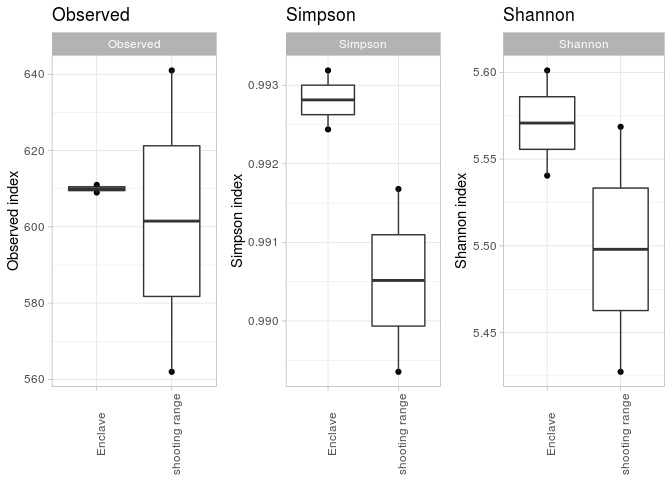 Observed
Observed
Observed index
640
620
600
580
560
Enclave
shooting range
Simpson
Simpson
Simpson index
0.993
0.992
0.991
0.990
Enclave
shooting range
Shannon
Shannon
Shannon index
5.60
5.55
5.50
5.45
Enclave
shooting range